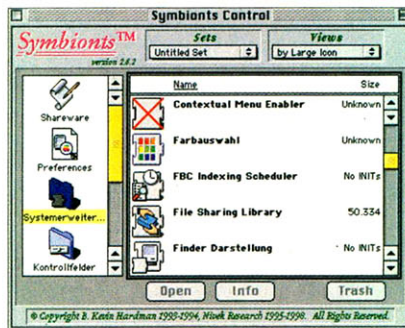 Symbionts Control
Symbionts™
version 2.8.2
Sets
Untitled Set
Views
by Large Icon
Shareware
Preferences
Systemerweiter...
Kontrollfelder
Name Size
Contextual Menu Enabler Unknown
Farbauswahl Unknown
FBC Indexing Scheduler No INITs
File Sharing Library 50.334
Finder Darstellung No INITs
Open Info Trash
© Copyright B. Kevin Hardman 1993-1994, Nivek Research 1995-1998. All Rights Reserved.